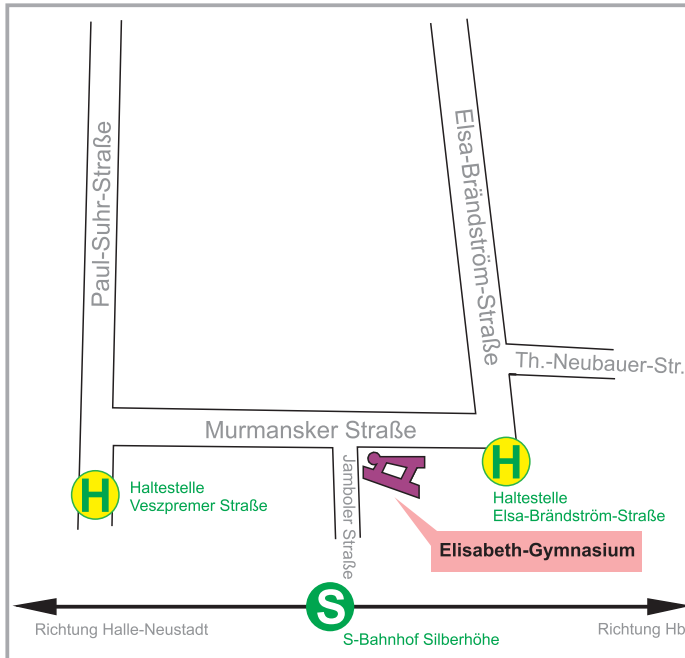 Paul-Suhr-Straße
Elsa-Brändström-Straße
Th.-Neubauer-Str.
Murmansker Straße
Jamboler Straße
H
Haltestelle
Veszpremer Straße
H
Haltestelle
Elsa-Brändström-Straße
Elisabeth-Gymnasium
S
S-Bahnhof Silberhöhe
Richtung Halle-Neustadt
Richtung Hb